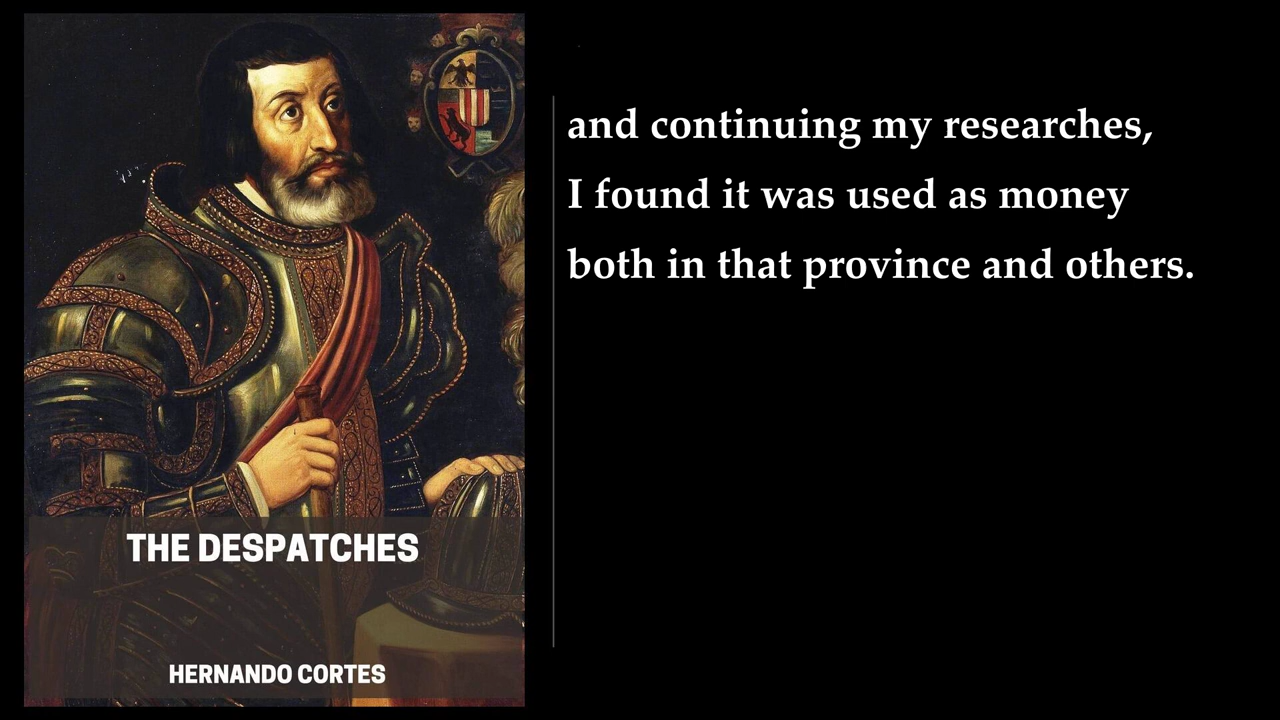 and continuing my researches,
I found it was used as money
both in that province and others.
THE DESPATCHES
HERNANDO CORTES